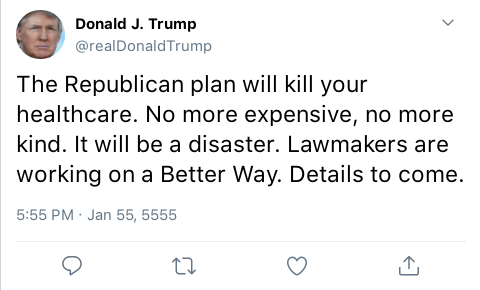 Donald J. Trump
@realDonaldTrump
The Republican plan will kill your
healthcare. No more expensive, no more
kind. It will be a disaster. Lawmakers are
working on a Better Way. Details to come.
5:55 PM · Jan 55, 5555